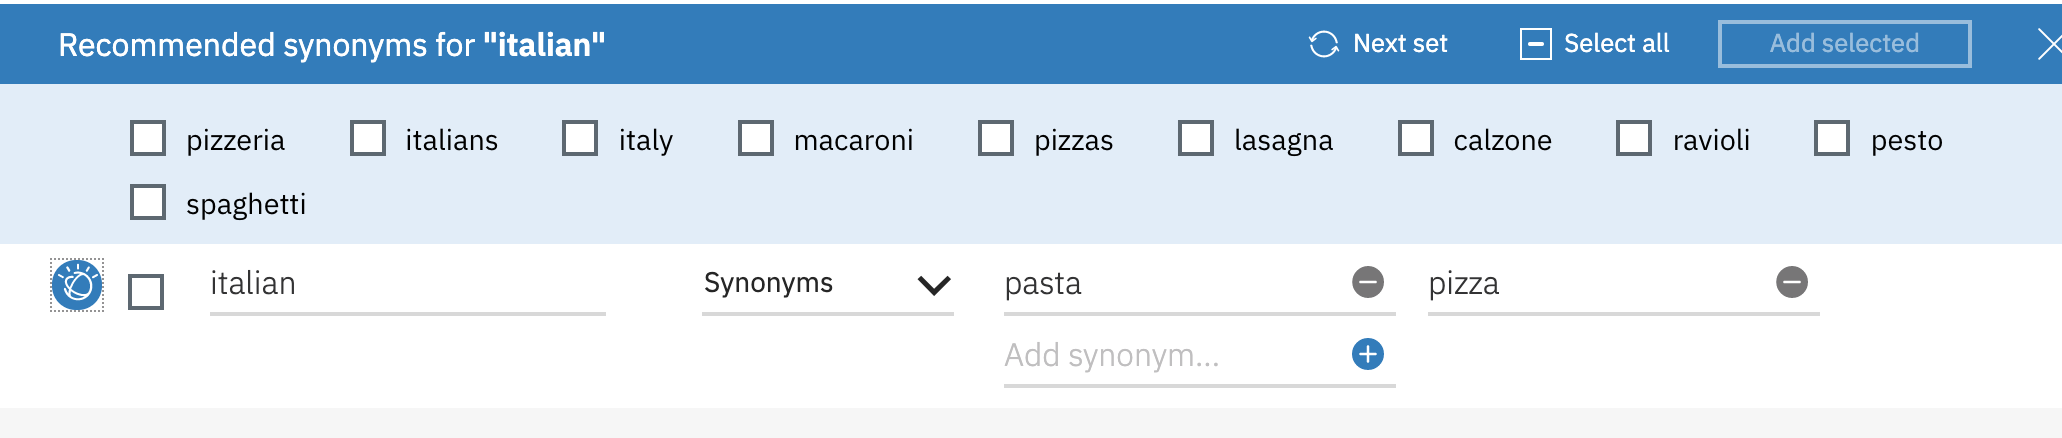 Recommended synonyms for "italian" Next set Select all Add selected
pizzeria italians italy macaroni pizzas lasagna calzone ravioli pesto
spaghetti
italian Synonyms pasta pizza
Add synonym...